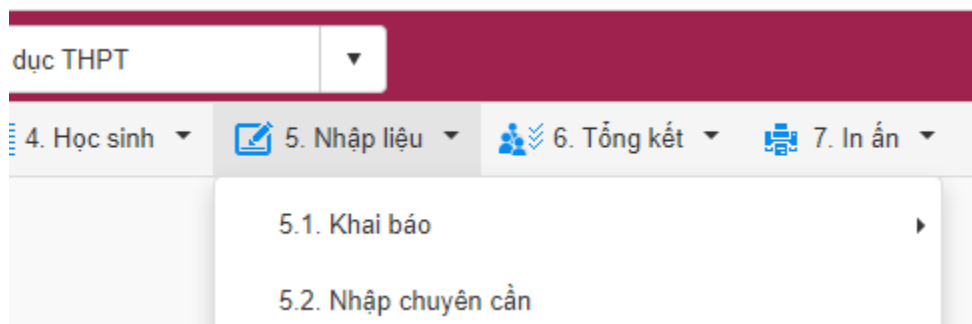 dục THPT
4. Học sinh 5. Nhập liệu 6. Tổng kết 7. In ấn
5.1. Khai báo
5.2. Nhập chuyên cần